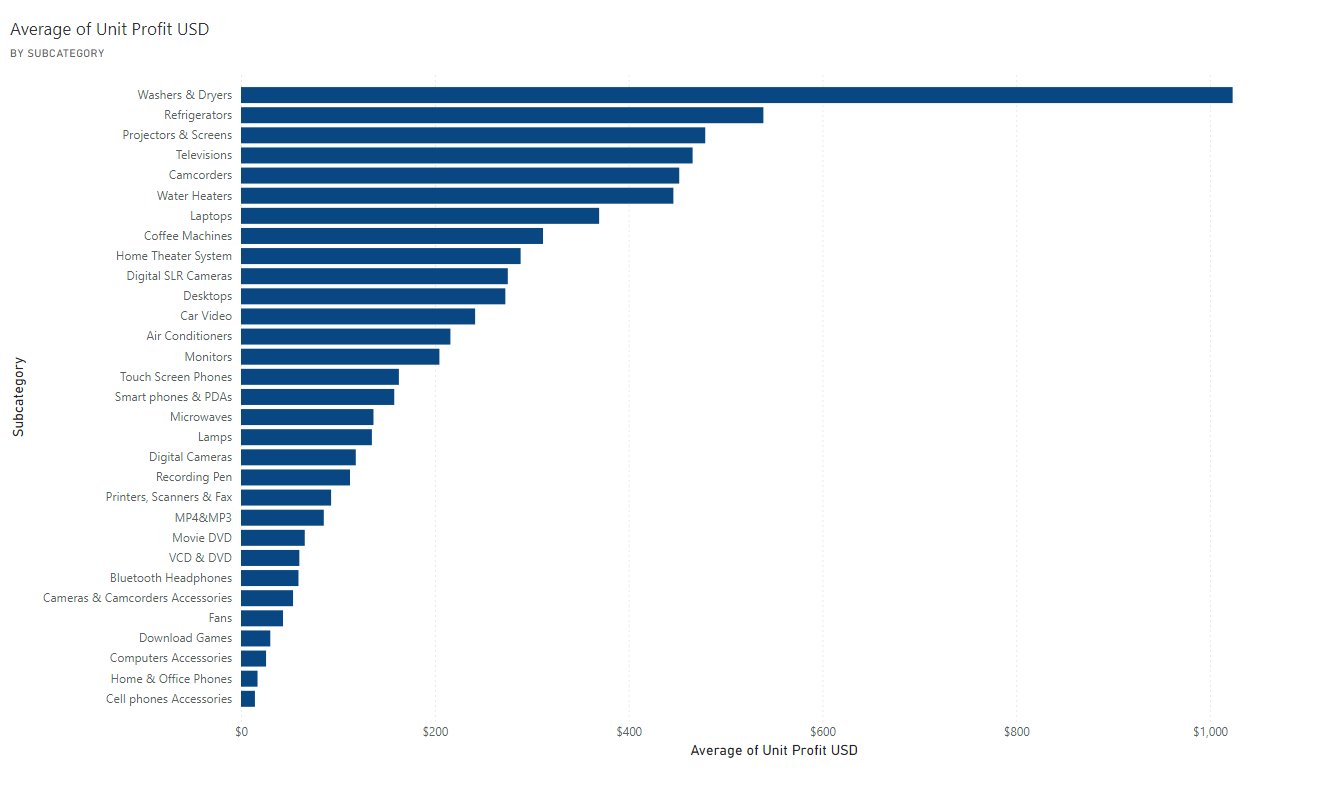 Average of Unit Profit USD
BY SUBCATEGORY
Subcategory
Washers & Dryers
Refrigerators
Projectors & Screens
Televisions
Camcorders
Water Heaters
Laptops
Coffee Machines
Home Theater System
Digital SLR Cameras
Desktops
Car Video
Air Conditioners
Monitors
Touch Screen Phones
Smart phones & PDAs
Microwaves
Lamps
Digital Cameras
Recording Pen
Printers, Scanners & Fax
MP4&MP3
Movie DVD
VCD & DVD
Bluetooth Headphones
Cameras & Camcorders Accessories
Fans
Download Games
Computers Accessories
Home & Office Phones
Cell phones Accessories
$0 $200 $400 $600 $800 $1,000
Average of Unit Profit USD